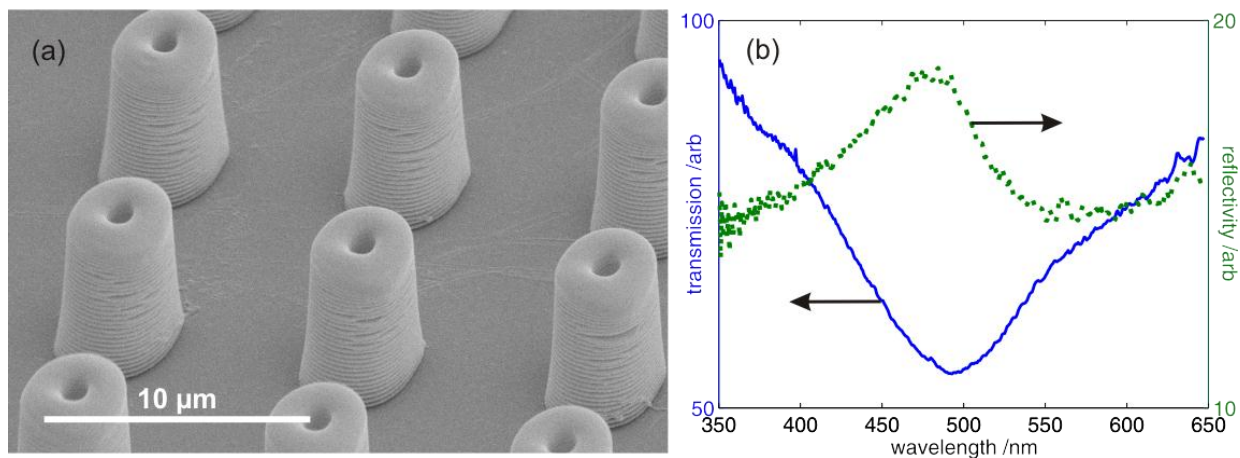 (a)
10 µm
(b)
100
50
transmission /arb
20
10
reflectivity /arb
350 400 450 500 550 600 650
wavelength /nm